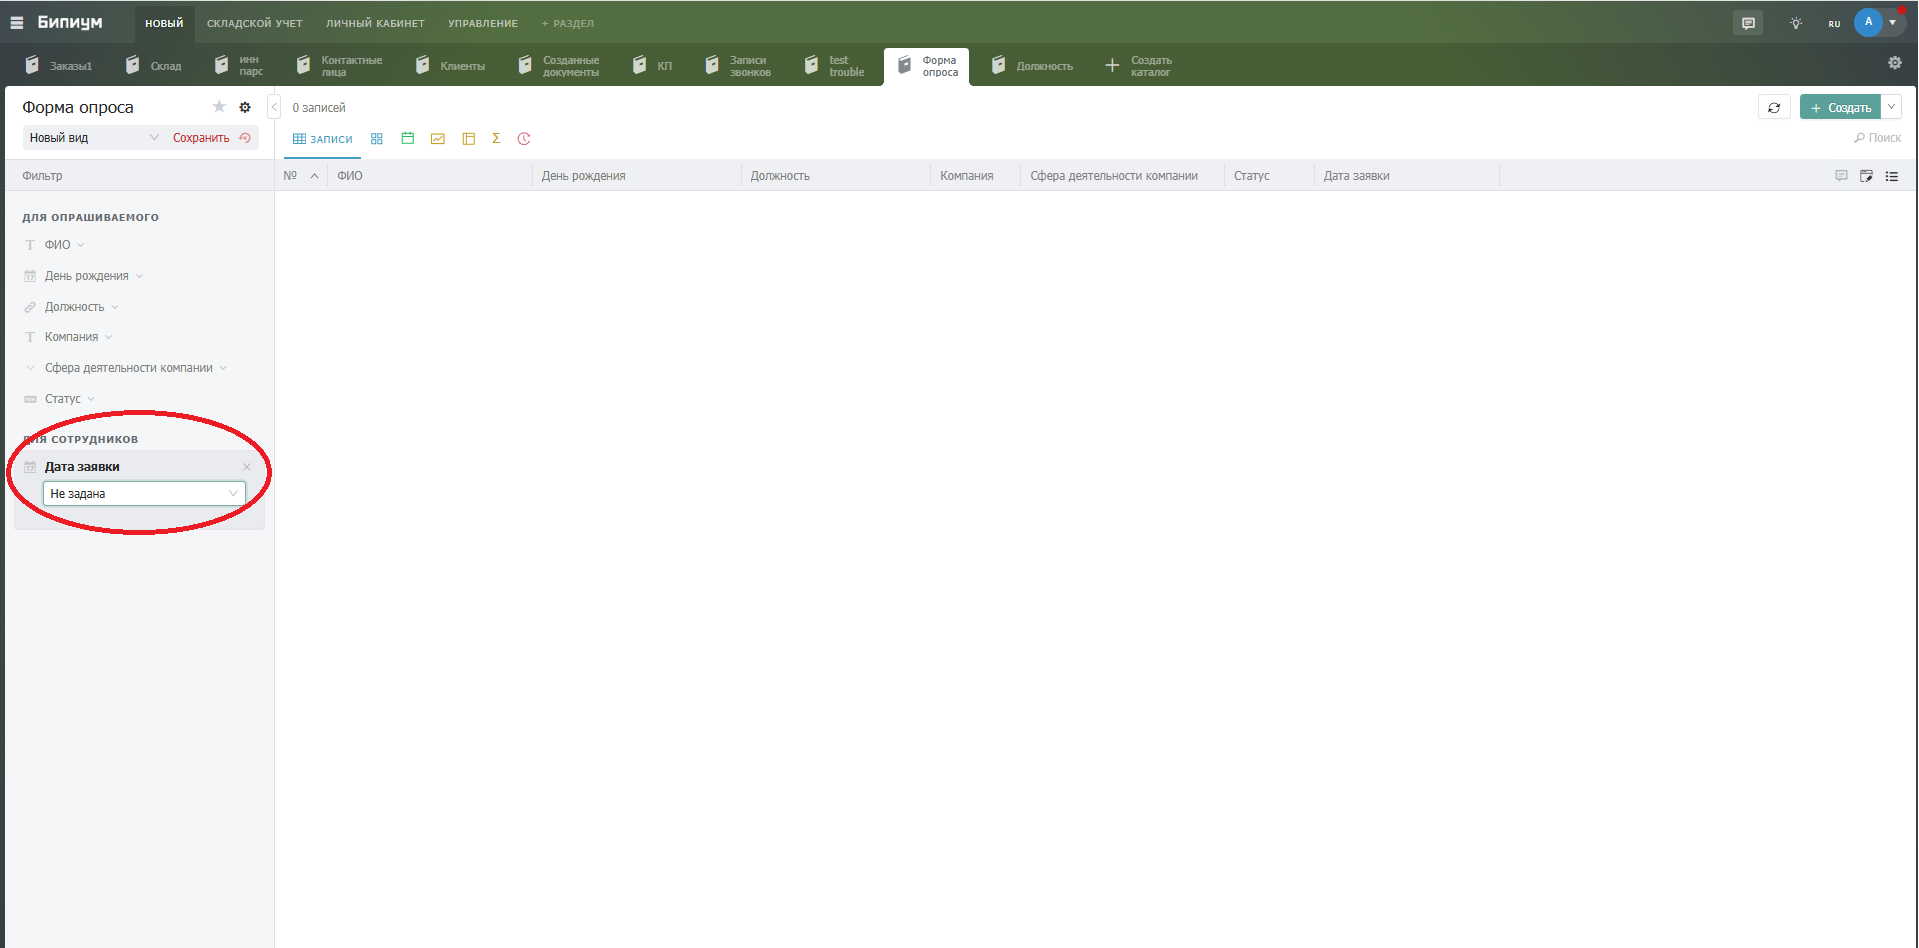 Бипиум
НОВЫЙ
СКЛАДСКОЙ УЧЕТ
ЛИЧНЫЙ КАБИНЕТ
УПРАВЛЕНИЕ
+ РАЗДЕЛ
RU
A
Заказы1
Склад
инн
парс
Контактные
лица
Клиенты
Созданные
документы
КП
Записи
звонков
test
trouble
Форма
опроса
Должность
Создать
каталог
Форма опроса
0 записей
+ Создать
Новый вид
Сохранить
ЗАПИСИ
Σ
Поиск
Фильтр
№
ФИО
День рождения
Должность
Компания
Сфера деятельности компании
Статус
Дата заявки
ДЛЯ ОПРАШИВАЕМОГО
T ФИО
17 День рождения
Должность
T Компания
Сфера деятельности компании
Статус
ДЛЯ СОТРУДНИКОВ
17 Дата заявки
Не задана